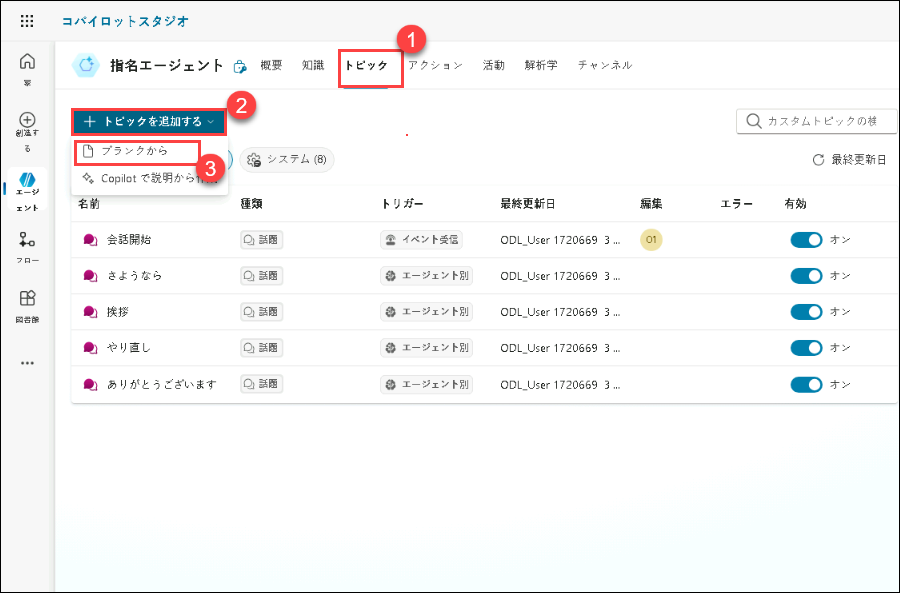 コパイロットスタジオ
1
指名エージェント
概要 知識 トピック アクション 活動 解析学 チャンネル
家
2
+ トピックを追加する
カスタムトピックの検
創造す
る
ブランクから
3
システム (8)
最終更新日
Copilot で説明から作
エージ
ェント
名前 種類 トリガー 最終更新日 編集 エラー 有効
会話開始 話題 イベント受信 ODL_User 1720669 3 ... 01 オン
フロー
さようなら 話題 エージェント別 ODL_User 1720669 3 ... オン
挨拶 話題 エージェント別 ODL_User 1720669 3 ... オン
図書館
やり直し 話題 エージェント別 ODL_User 1720669 3 ... オン
ありがとうございます 話題 エージェント別 ODL_User 1720669 3 ... オン